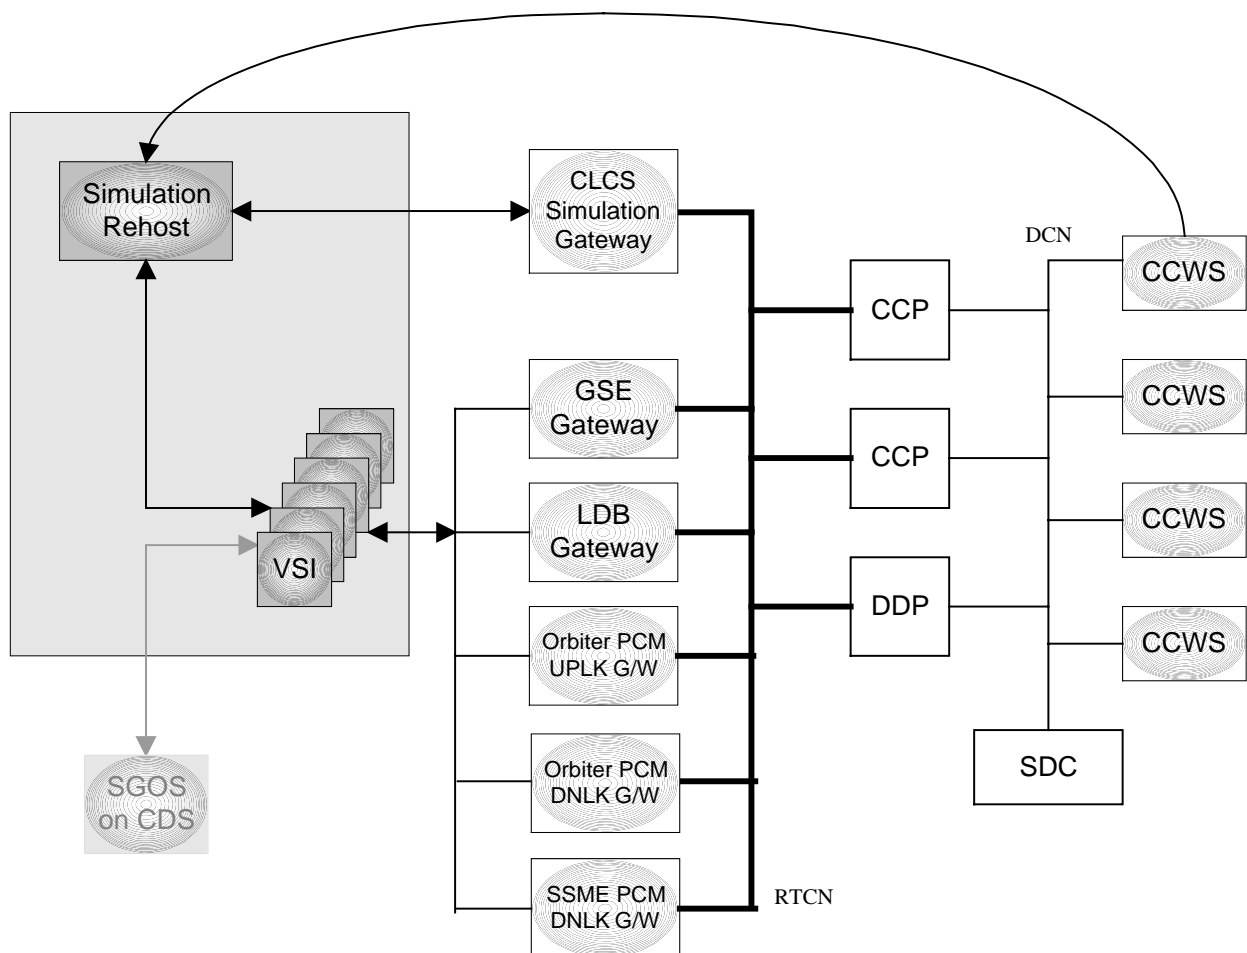 Simulation
Rehost
VSI
SGOS
on CDS
CLCS
Simulation
Gateway
GSE
Gateway
LDB
Gateway
Orbiter PCM
UPLK G/W
Orbiter PCM
DNLK G/W
SSME PCM
DNLK G/W
RTCN
CCP
CCP
DDP
DCN
CCWS
CCWS
CCWS
CCWS
SDC